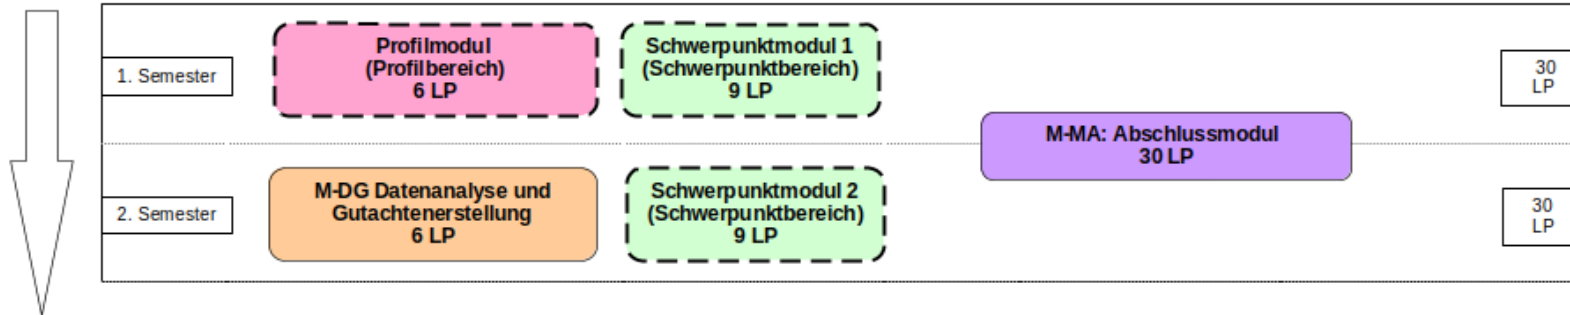 1. Semester
Profilmodul
(Profilbereich)
6 LP
Schwerpunktmodul 1
(Schwerpunktbereich)
9 LP
30
LP
M-MA: Abschlussmodul
30 LP
2. Semester
M-DG Datenanalyse und
Gutachtenerstellung
6 LP
Schwerpunktmodul 2
(Schwerpunktbereich)
9 LP
30
LP